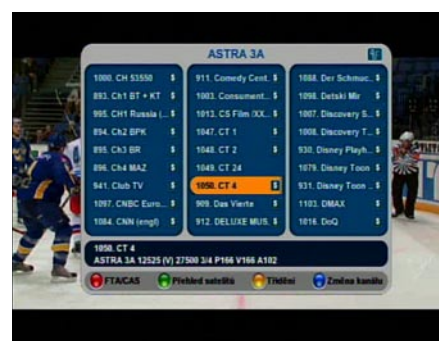 ASTRA 3A
1000. CH 53550 $
893. Ch1 BT + KT $
995. CH1 Russia (... $
894. Ch2 BPK $
895. Ch3 BR $
896. Ch4 MAZ $
941. Club TV $
1097. CNBC Euro... $
1084. CNN (engl) $
911. Comedy Cent. $
1003. Consument... $
1013. CS Film /XX.. $
1047. CT 1 $
1048. CT 2 $
1049. CT 24
1050. CT 4 $
909. Das Vierte $
912. DELUXE MUS. $
1088. Der Schmuc.. $
1098. Detski Mir $
1007. Discovery S.. $
1008. Discovery T... $
930. Disney Playh.. $
1079. Disney Toon $
931. Disney Toon .. $
1103. DMAX $
1016. DoQ $
1050. CT 4
ASTRA 3A 12525 (V) 27500 3/4 P166 V166 A102
FTA/CAS Přehled satelitů Třídění Změna kanálu